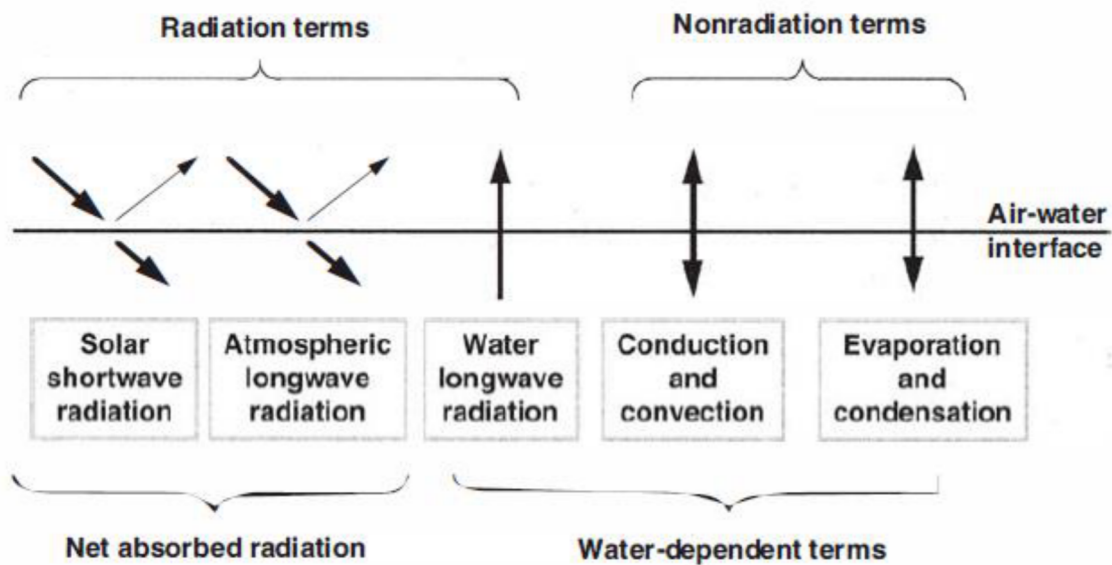 Radiation terms
Nonradiation terms
Air-water
interface
Solar
shortwave
radiation
Atmospheric
longwave
radiation
Water
longwave
radiation
Conduction
and
convection
Evaporation
and
condensation
Net absorbed radiation
Water-dependent terms